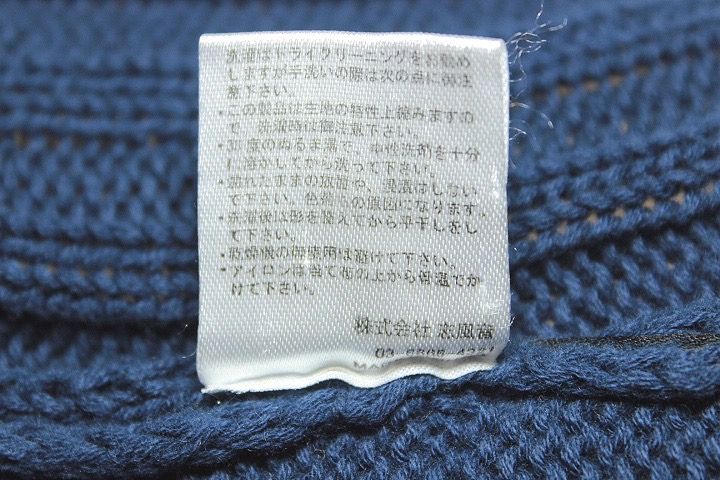 洗濯はドライクリーニングをお勧め
しますが手洗いの際は次の点に御注
意下さい。
・この製品は生地の特性上縮みますの
で、洗濯時は御注意下さい。
・30度のぬるま湯で、中性洗剤を十分
に溶かしてから洗って下さい。
・濡れたままの放置や、浸漬はしない
で下さい。色落ちの原因になります。
・洗濯後は形を整えてから平干しをし
て下さい。
・乾燥機の御使用は避けて下さい。
・アイロンは当て布の上から低温でか
けて下さい。
株式会社 志風音